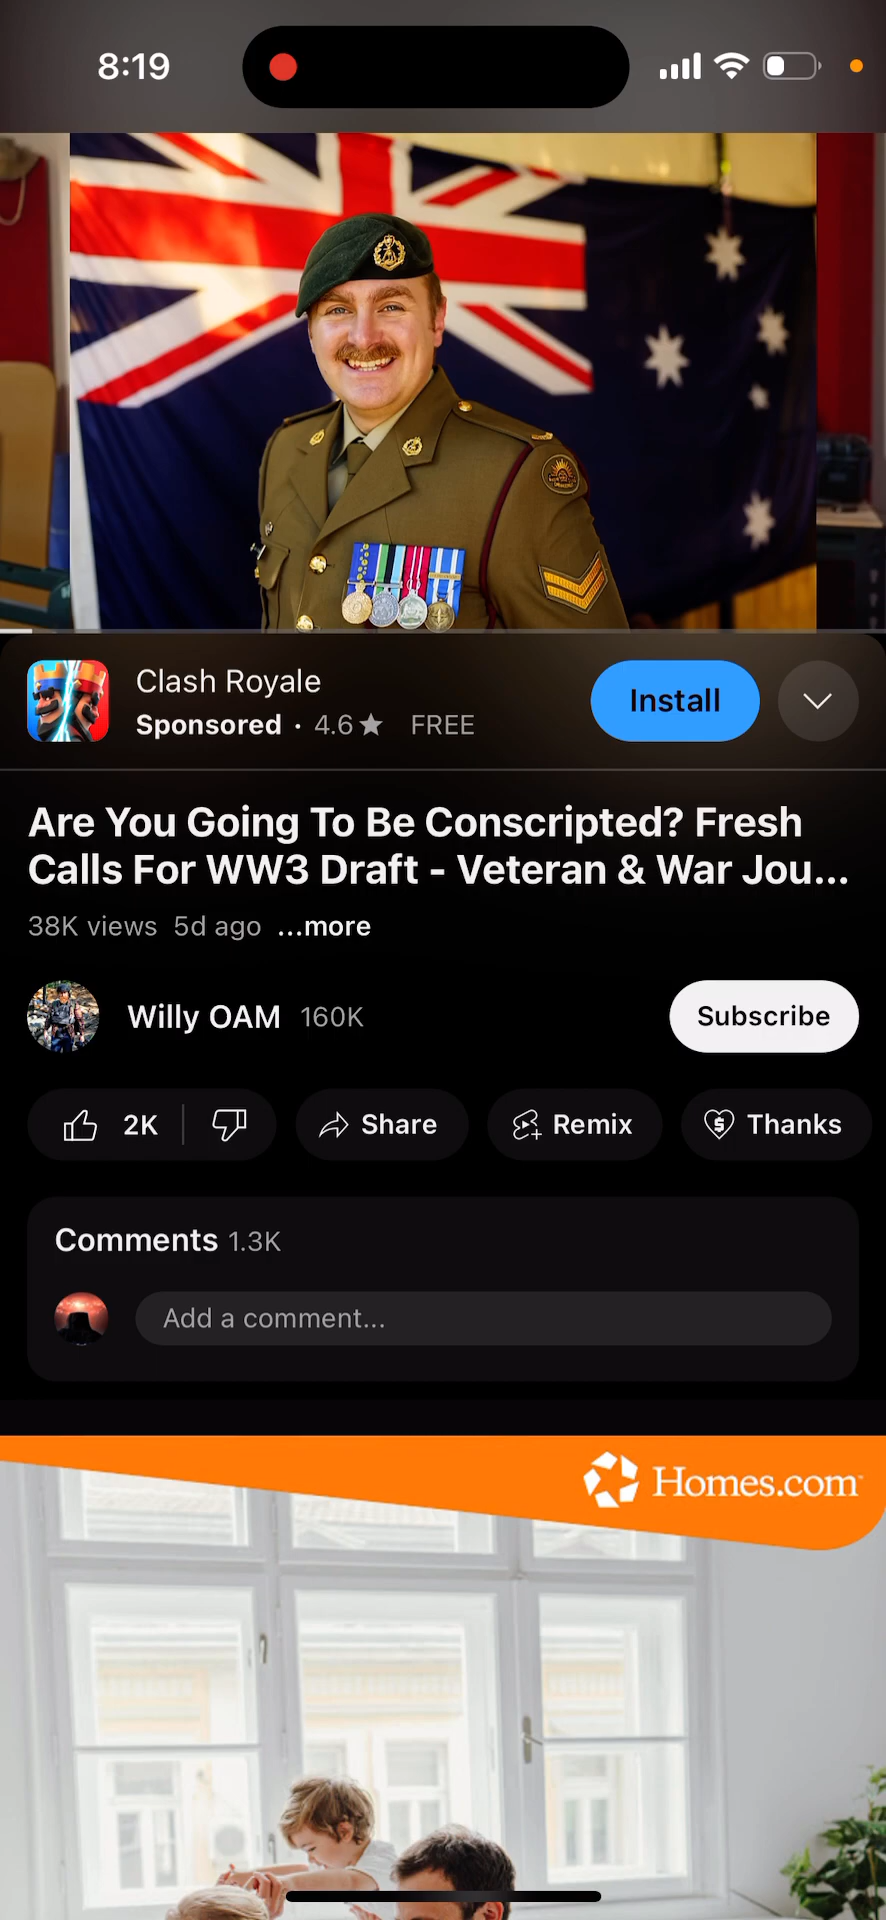 8:19
Clash Royale
Sponsored · 4.6★ FREE
Install
Are You Going To Be Conscripted? Fresh
Calls For WW3 Draft - Veteran & War Jou...
38K views 5d ago ...more
Willy OAM 160K
Subscribe
2K
Share
Remix
Thanks
Comments 1.3K
Add a comment...
Homes.com